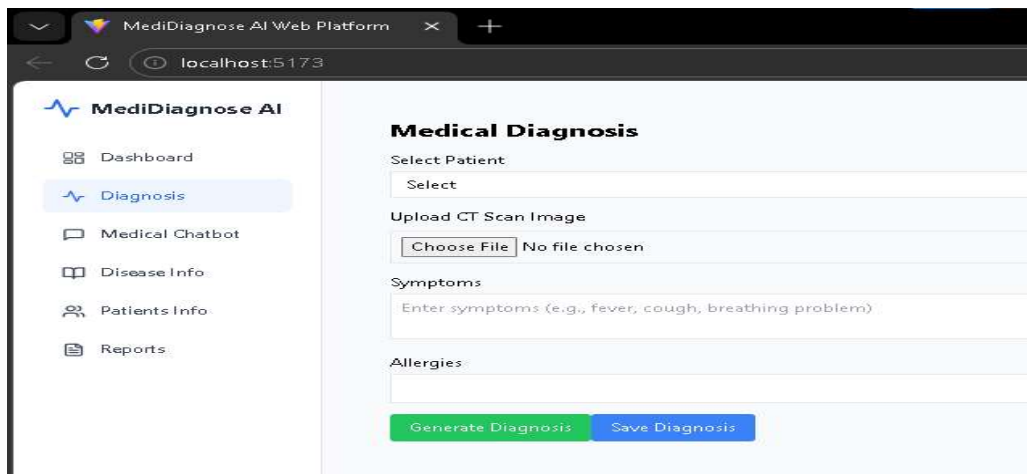 MediDiagnose AI Web Platform
localhost:5173
MediDiagnose AI
Dashboard
Diagnosis
Medical Chatbot
Disease Info
Patients Info
Reports
Medical Diagnosis
Select Patient
Select
Upload CT Scan Image
Choose File No file chosen
Symptoms
Enter symptoms (e.g., fever, cough, breathing problem)
Allergies
Generate Diagnosis Save Diagnosis